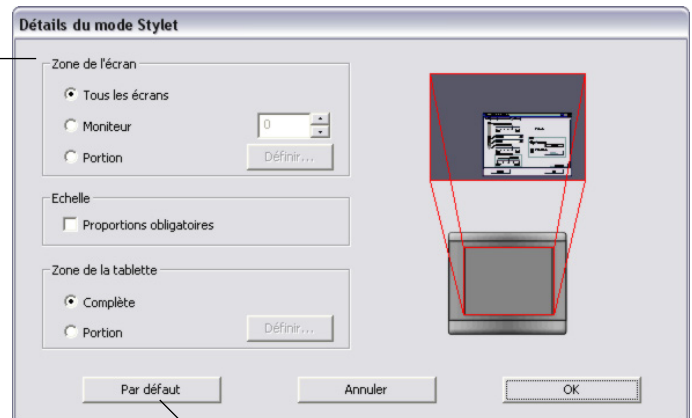 Détails du mode Stylet
Zone de l'écran
Tous les écrans
Moniteur
0
Portion
Définir...
Echelle
Proportions obligatoires
Zone de la tablette
Complète
Portion
Définir...
Par défaut
Annuler
OK